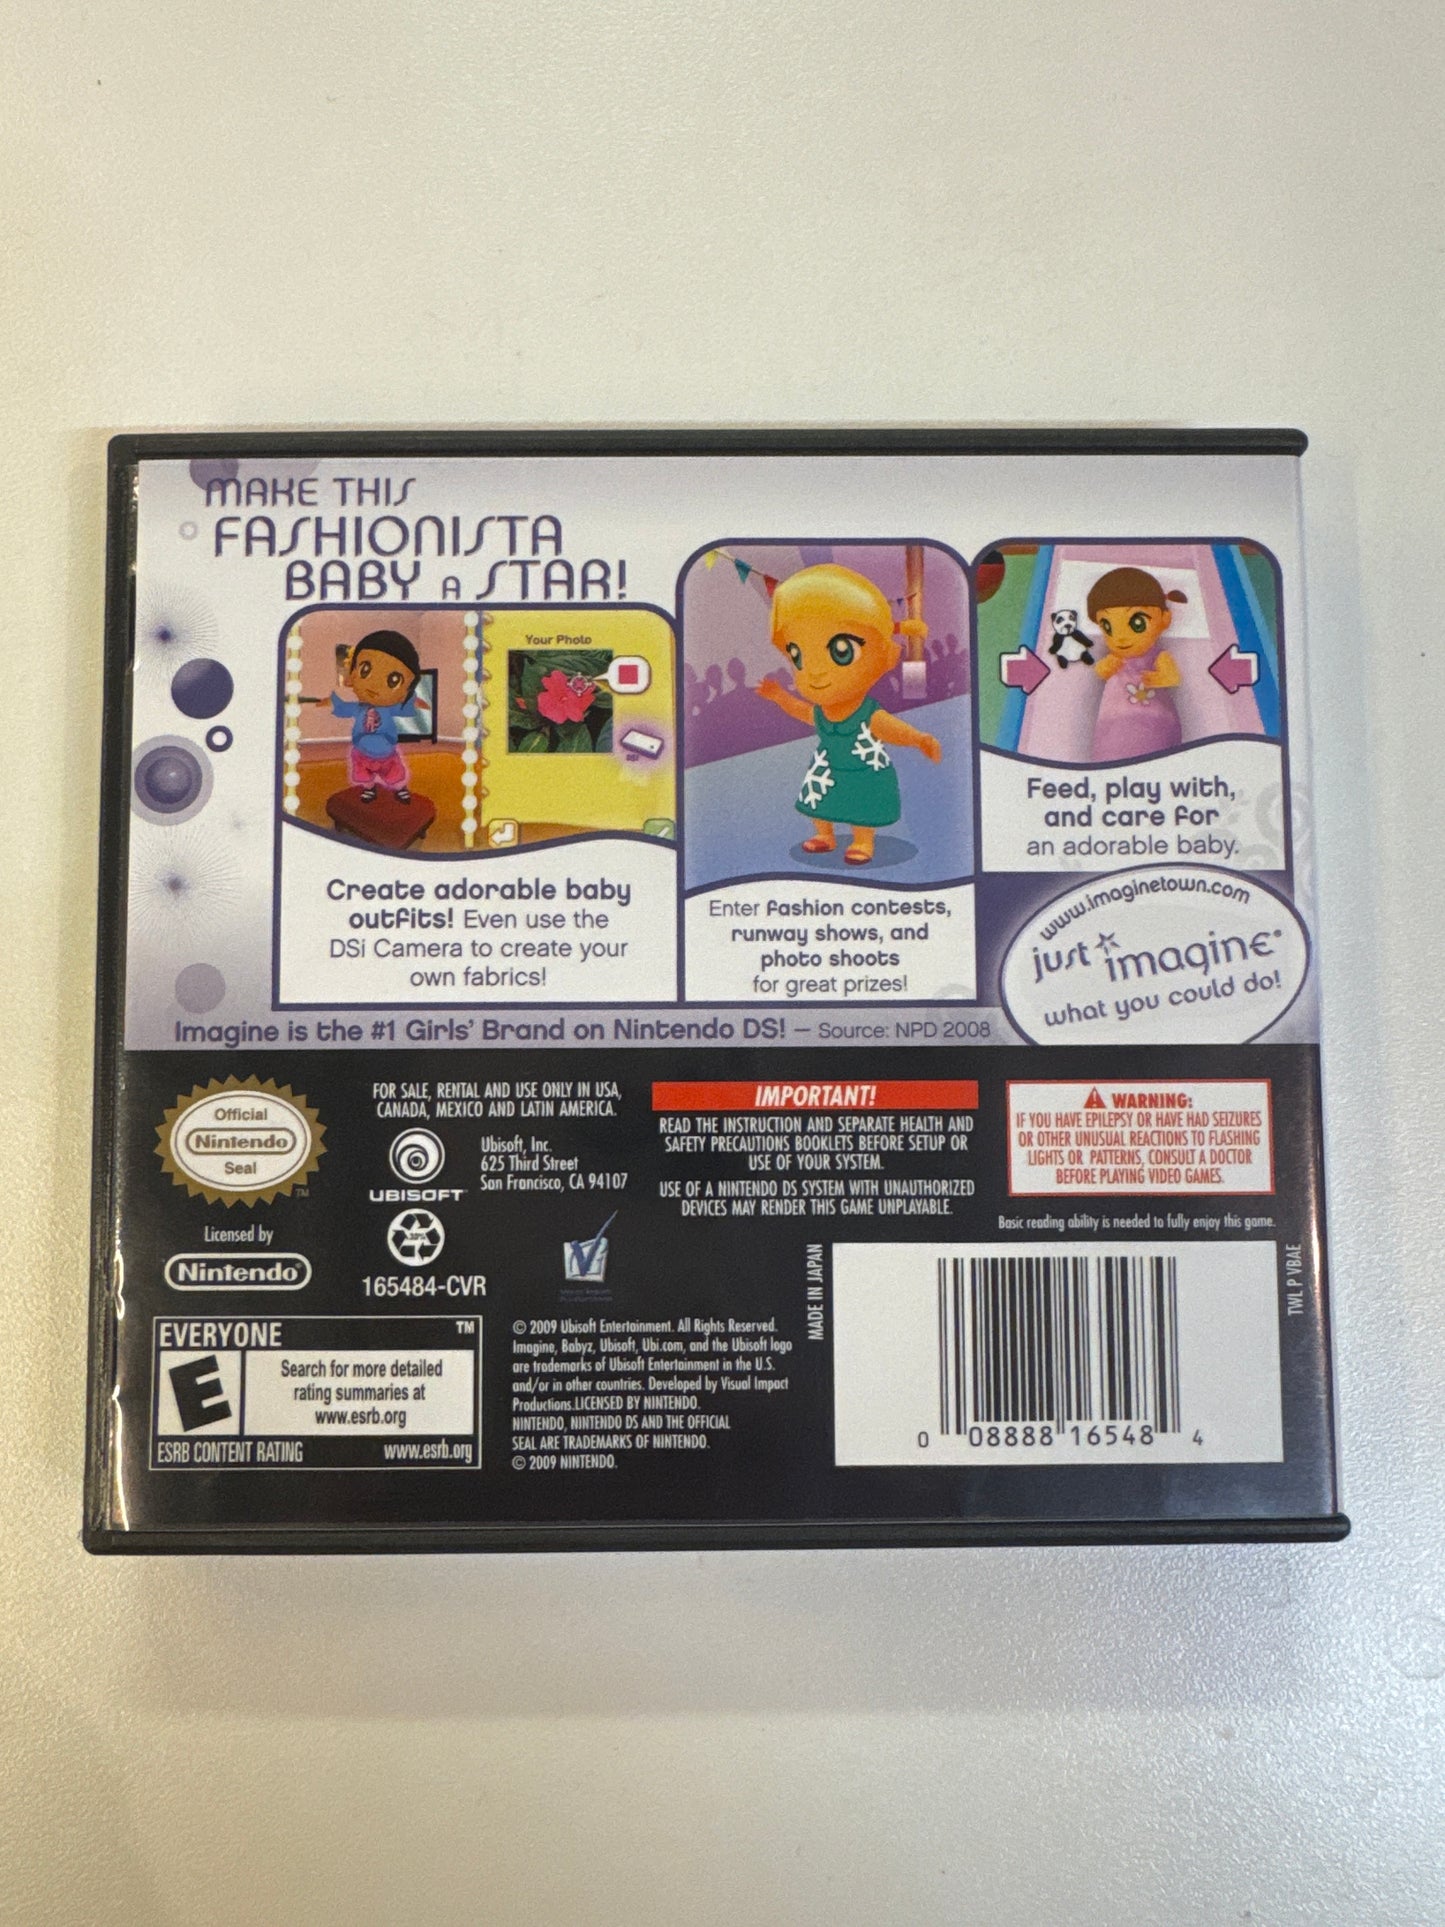 MAKE THIS
FASHIONISTA
BABY A STAR!
Your Photo
Create adorable baby
outfits! Even use the
DSi Camera to create your
own fabrics!
Enter fashion contests,
runway shows, and
photo shoots
for great prizes!
Feed, play with,
and care for
an adorable baby.
www.imaginetown.com
just imagine®
what you could do!
Imagine is the #1 Girls' Brand on Nintendo DS! – Source: NPD 2008
Official
Nintendo
Seal
TM
Licensed by
Nintendo®
FOR SALE, RENTAL AND USE ONLY IN USA,
CANADA, MEXICO AND LATIN AMERICA.
UBISOFT™
Ubisoft, Inc.
625 Third Street
San Francisco, CA 94107
165484-CVR
IMPORTANT!
READ THE INSTRUCTION AND SEPARATE HEALTH AND
SAFETY PRECAUTIONS BOOKLETS BEFORE SETUP OR
USE OF YOUR SYSTEM.
USE OF A NINTENDO DS SYSTEM WITH UNAUTHORIZED
DEVICES MAY RENDER THIS GAME UNPLAYABLE.
WARNING:
IF YOU HAVE EPILEPSY OR HAVE HAD SEIZURES
OR OTHER UNUSUAL REACTIONS TO FLASHING
LIGHTS OR PATTERNS, CONSULT A DOCTOR
BEFORE PLAYING VIDEO GAMES.
Basic reading ability is needed to fully enjoy this game.
EVERYONE
TM
E
Search for more detailed
rating summaries at
www.esrb.org
ESRB CONTENT RATING
www.esrb.org
© 2009 Ubisoft Entertainment. All Rights Reserved.
Imagine, Babyz, Ubisoft, Ubi.com, and the Ubisoft logo
are trademarks of Ubisoft Entertainment in the U.S.
and/or in other countries. Developed by Visual Impact
Productions.LICENSED BY NINTENDO.
NINTENDO, NINTENDO DS AND THE OFFICIAL
SEAL ARE TRADEMARKS OF NINTENDO.
© 2009 NINTENDO.
MADE IN JAPAN
0 08888 16548 4
TWL P VBAE